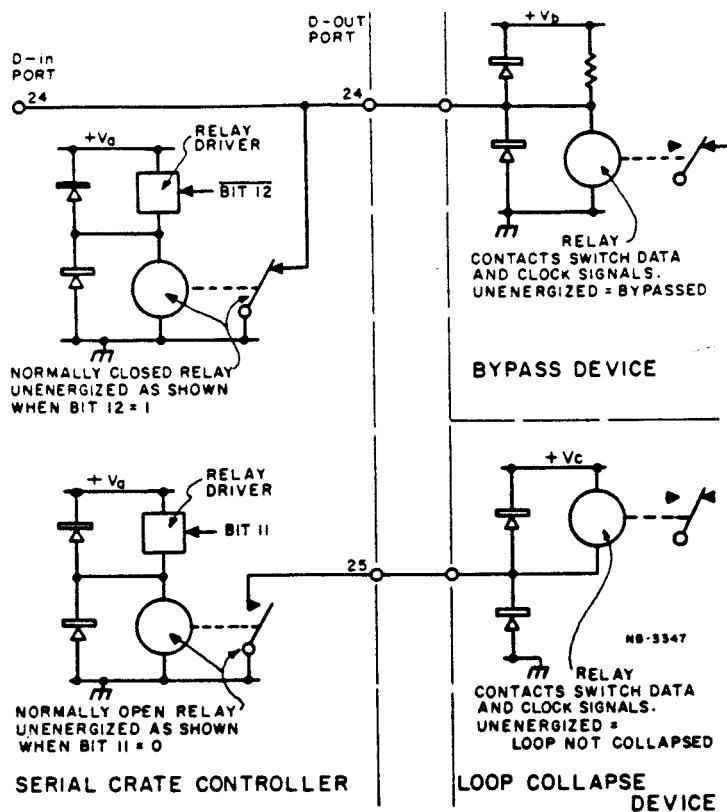 D-OUT
PORT
+ Vb
D-in
PORT
24
24
+Va
RELAY
DRIVER
BIT 12
RELAY
CONTACTS SWITCH DATA
AND CLOCK SIGNALS.
UNENERGIZED = BYPASSED
NORMALLY CLOSED RELAY
UNENERGIZED AS SHOWN
WHEN BIT 12 = 1
BYPASS DEVICE
+ Va
RELAY
DRIVER
BIT 11
+ Vc
25
NB-3347
NORMALLY OPEN RELAY
UNENERGIZED AS SHOWN
WHEN BIT 11 = 0
RELAY
CONTACTS SWITCH DATA
AND CLOCK SIGNALS.
UNENERGIZED =
LOOP NOT COLLAPSED
SERIAL CRATE CONTROLLER
LOOP COLLAPSE
DEVICE